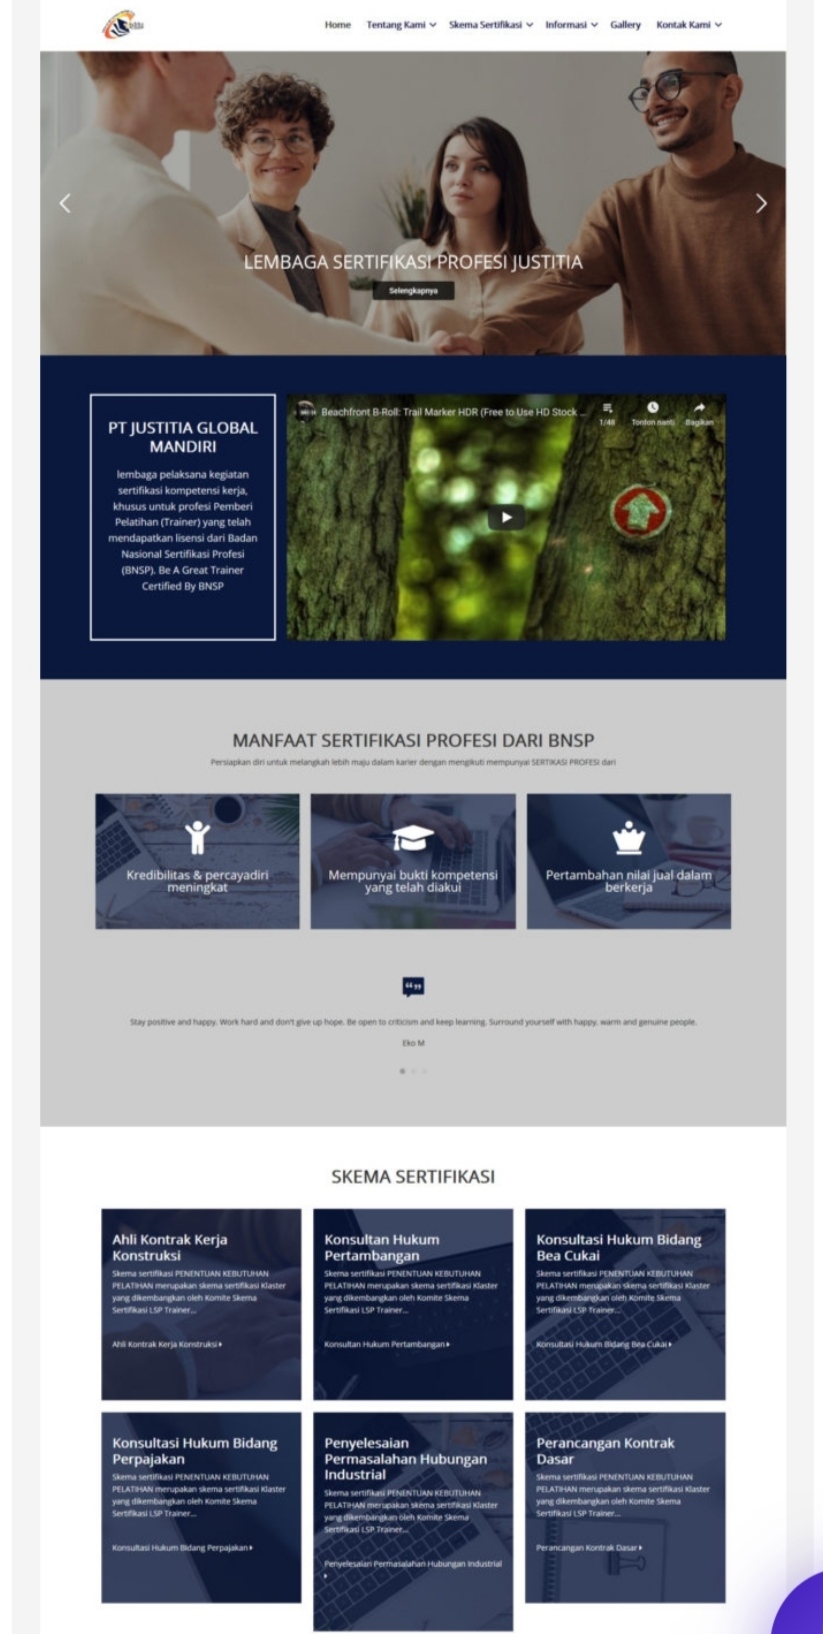 Home Tentang Kami Skema Sertifikasi Informasi Gallery Kontak Kami
LEMBAGA SERTIFIKASI PROFESI JUSTITIA
Selengkapnya
PT JUSTITIA GLOBAL
MANDIRI
lembaga pelaksana kegiatan
sertifikasi kompetensi kerja,
khusus untuk profesi Pemberi
Pelatihan (Trainer) yang telah
mendapatkan lisensi dari Badan
Nasional Sertifikasi Profesi
(BNSP). Be A Great Trainer
Certified By BNSP
Beachfront B-Roll: Trail Marker HDR (Free to Use HD Stock ...
1/48 Tonton nanti Bagikan
MANFAAT SERTIFIKASI PROFESI DARI BNSP
Persiapkan diri untuk melangkah lebih maju dalam karier dengan mengikuti mempunyai SERTIKASI PROFESI dari
Kredibilitas & percayadiri
meningkat
Mempunyai bukti kompetensi
yang telah diakui
Pertambahan nilai jual dalam
berkerja
Stay positive and happy. Work hard and don't give up hope. Be open to criticism and keep learning. Surround yourself with happy, warm and genuine people.
Eko M
SKEMA SERTIFIKASI
Ahli Kontrak Kerja
Konstruksi
Skema sertifikasi PENENTUAN KEBUTUHAN
PELATIHAN merupakan skema sertifikasi Klaster
yang dikembangkan oleh Komite Skema
Sertifikasi LSP Trainer...
Ahli Kontrak Kerja Konstruksi
Konsultan Hukum
Pertambangan
Skema sertifikasi PENENTUAN KEBUTUHAN
PELATIHAN merupakan skema sertifikasi Klaster
yang dikembangkan oleh Komite Skema
Sertifikasi LSP Trainer...
Konsultan Hukum Pertambangan
Konsultasi Hukum Bidang
Bea Cukai
Skema sertifikasi PENENTUAN KEBUTUHAN
PELATIHAN merupakan skema sertifikasi Klaster
yang dikembangkan oleh Komite Skema
Sertifikasi LSP Trainer...
Konsultasi Hukum Bidang Bea Cukai
Konsultasi Hukum Bidang
Perpajakan
Skema sertifikasi PENENTUAN KEBUTUHAN
PELATIHAN merupakan skema sertifikasi Klaster
yang dikembangkan oleh Komite Skema
Sertifikasi LSP Trainer...
Konsultasi Hukum Bidang Perpajakan
Penyelesaian
Permasalahan Hubungan
Industrial
Skema sertifikasi PENENTUAN KEBUTUHAN
PELATIHAN merupakan skema sertifikasi Klaster
yang dikembangkan oleh Komite Skema
Sertifikasi LSP Trainer...
Penyelesaian Permasalahan Hubungan Industrial
Perancangan Kontrak
Dasar
Skema sertifikasi PENENTUAN KEBUTUHAN
PELATIHAN merupakan skema sertifikasi Klaster
yang dikembangkan oleh Komite Skema
Sertifikasi LSP Trainer...
Perancangan Kontrak Dasar